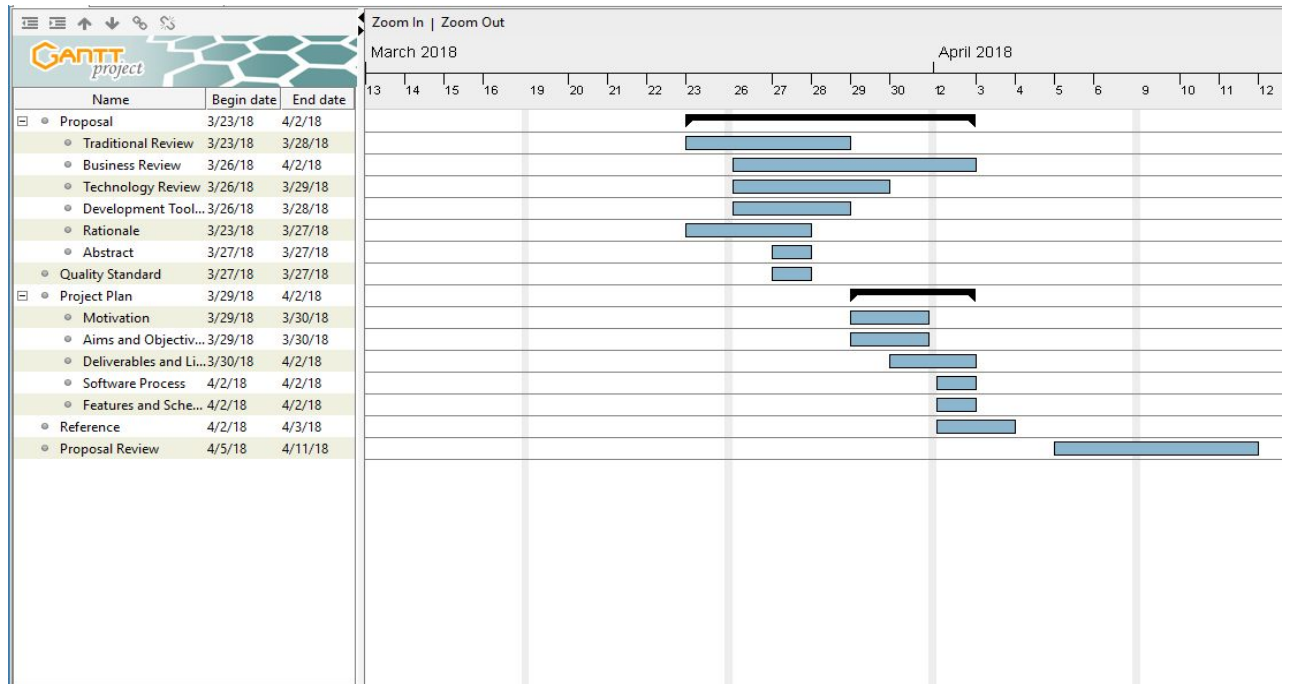 Zoom In | Zoom Out
GANTT
project
March 2018
April 2018
13 14 15 16 19 20 21 22 23 26 27 28 29 30 2 3 4 5 6 9 10 11 12
Name Begin date End date
Proposal 3/23/18 4/2/18
Traditional Review 3/23/18 3/28/18
Business Review 3/26/18 4/2/18
Technology Review 3/26/18 3/29/18
Development Tool... 3/26/18 3/28/18
Rationale 3/23/18 3/27/18
Abstract 3/27/18 3/27/18
Quality Standard 3/27/18 3/27/18
Project Plan 3/29/18 4/2/18
Motivation 3/29/18 3/30/18
Aims and Objectiv... 3/29/18 3/30/18
Deliverables and Li... 3/30/18 4/2/18
Software Process 4/2/18 4/2/18
Features and Sche... 4/2/18 4/2/18
Reference 4/2/18 4/3/18
Proposal Review 4/5/18 4/11/18